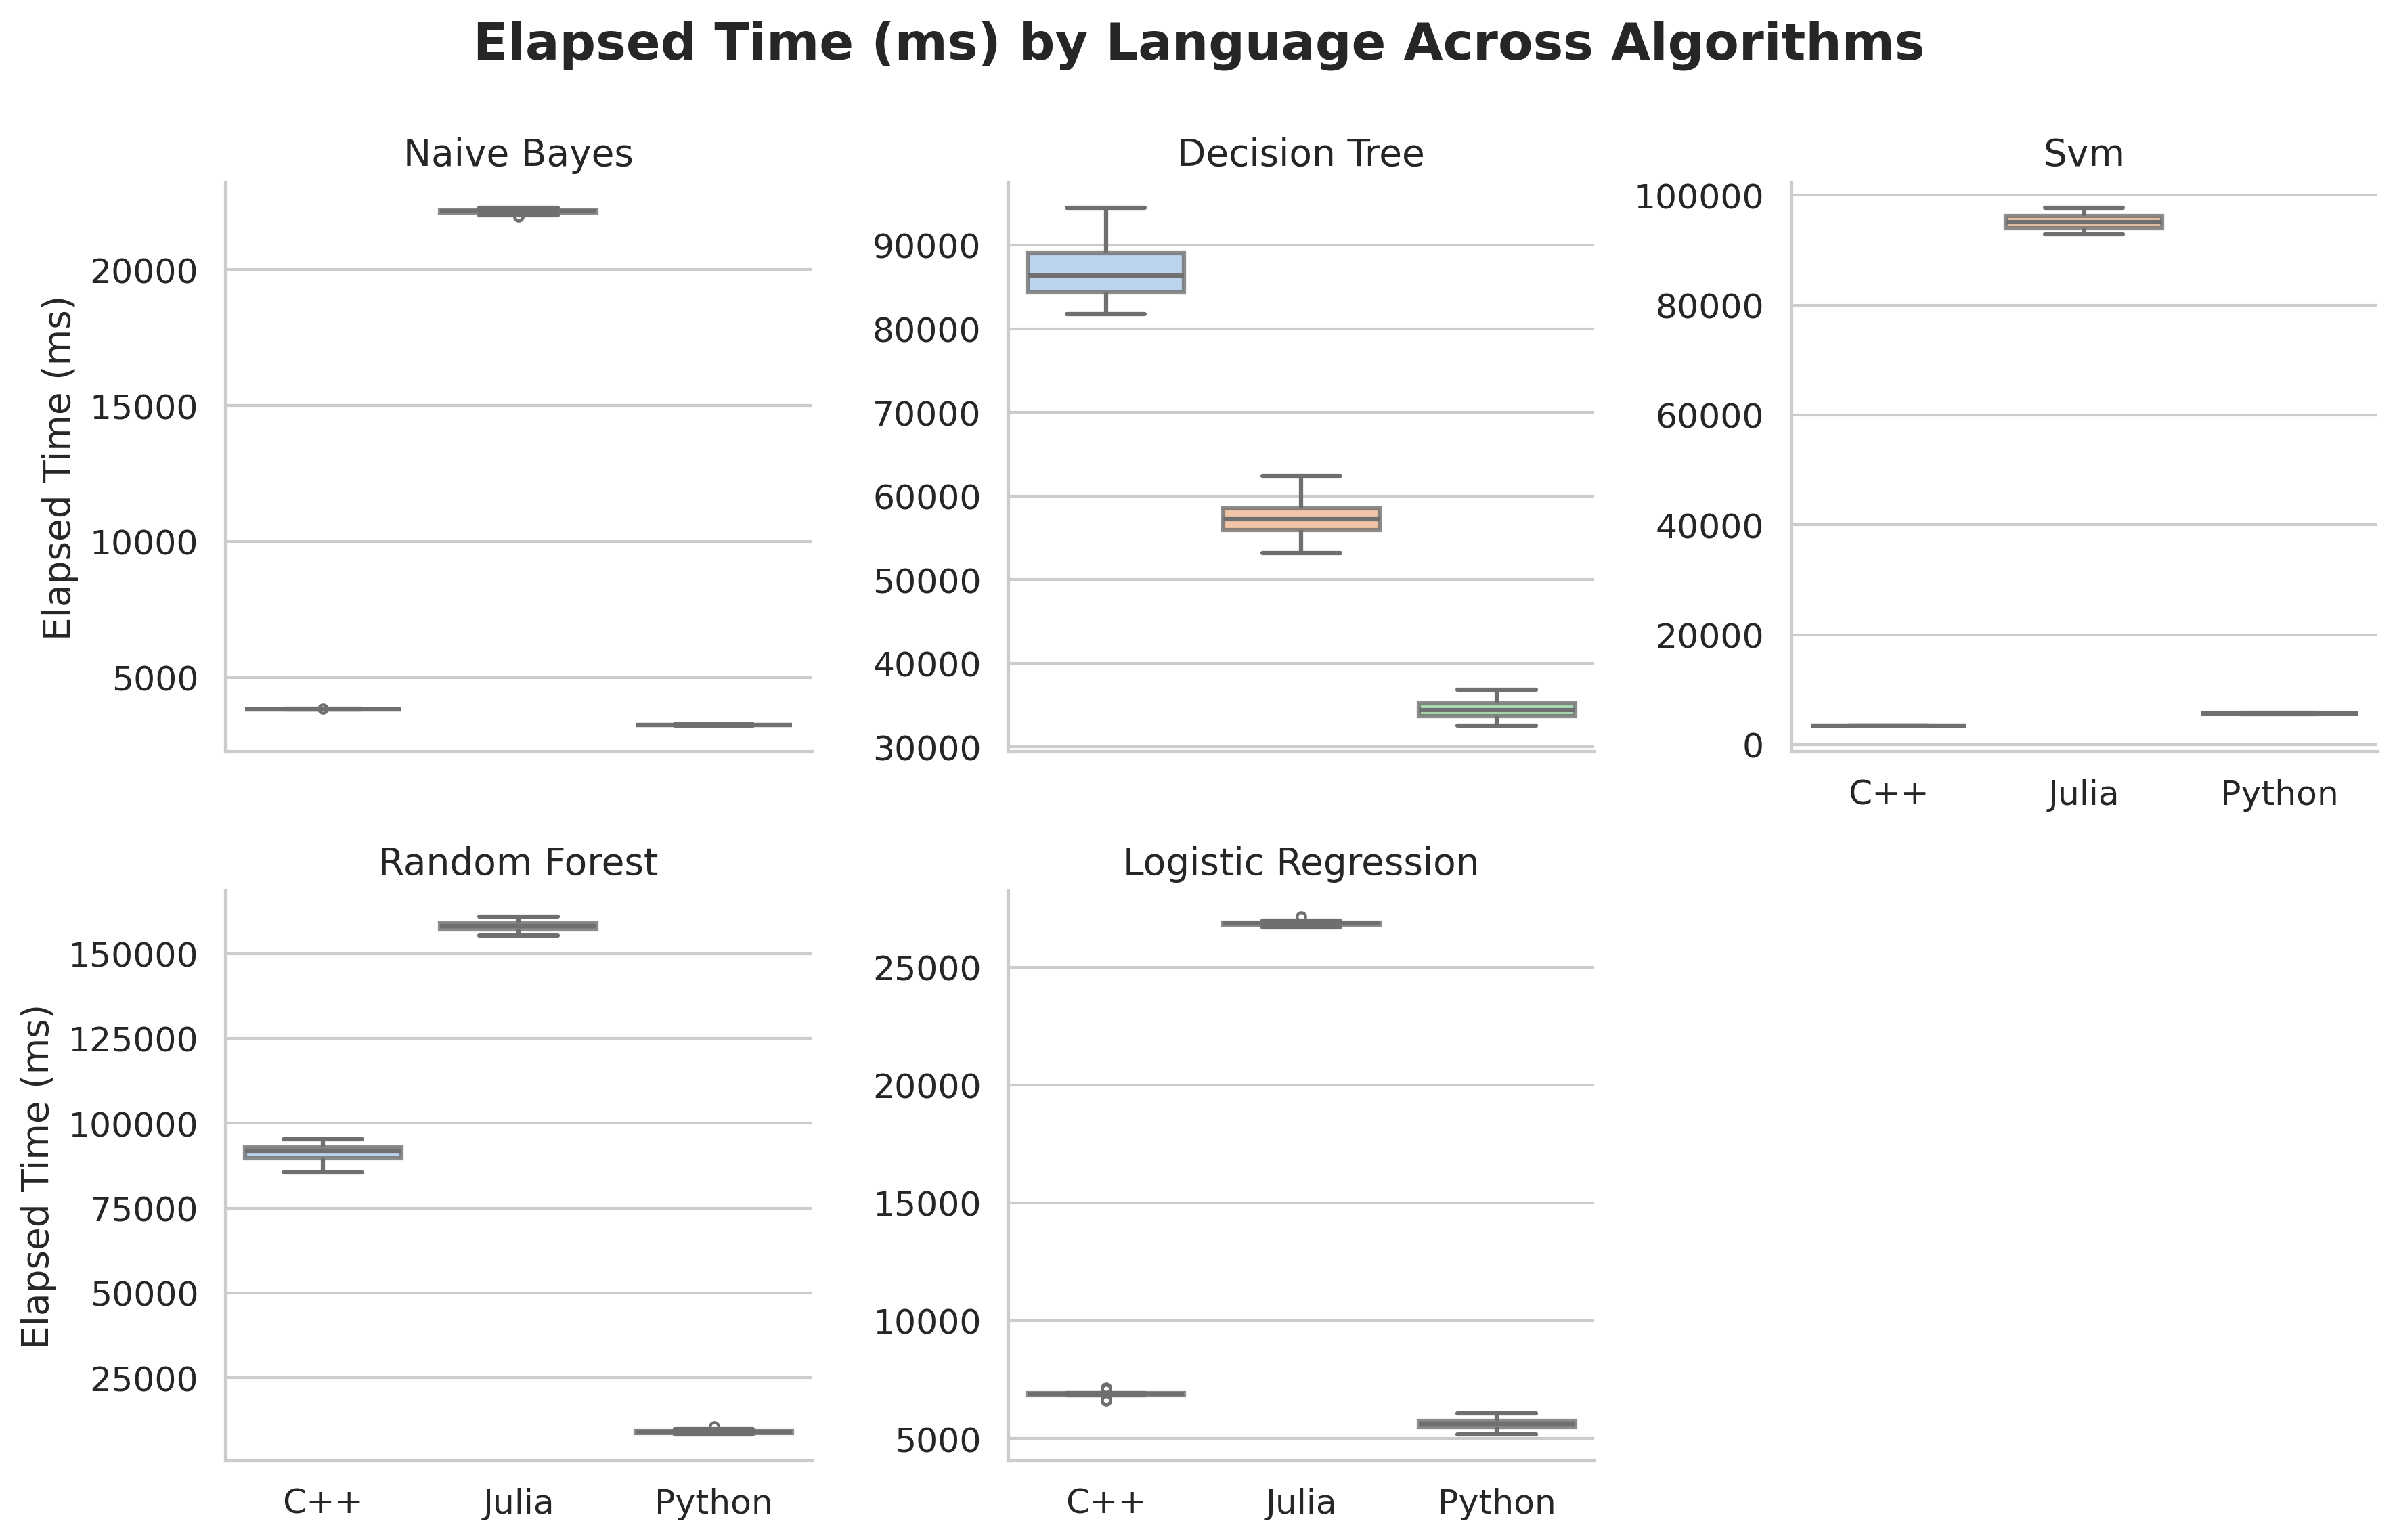 Elapsed Time (ms) by Language Across Algorithms
Naive Bayes
Elapsed Time (ms)
20000
15000
10000
5000
Decision Tree
90000
80000
70000
60000
50000
40000
30000
Svm
100000
80000
60000
40000
20000
0
C++ Julia Python
Random Forest
Elapsed Time (ms)
150000
125000
100000
75000
50000
25000
C++ Julia Python
Logistic Regression
25000
20000
15000
10000
5000
C++ Julia Python